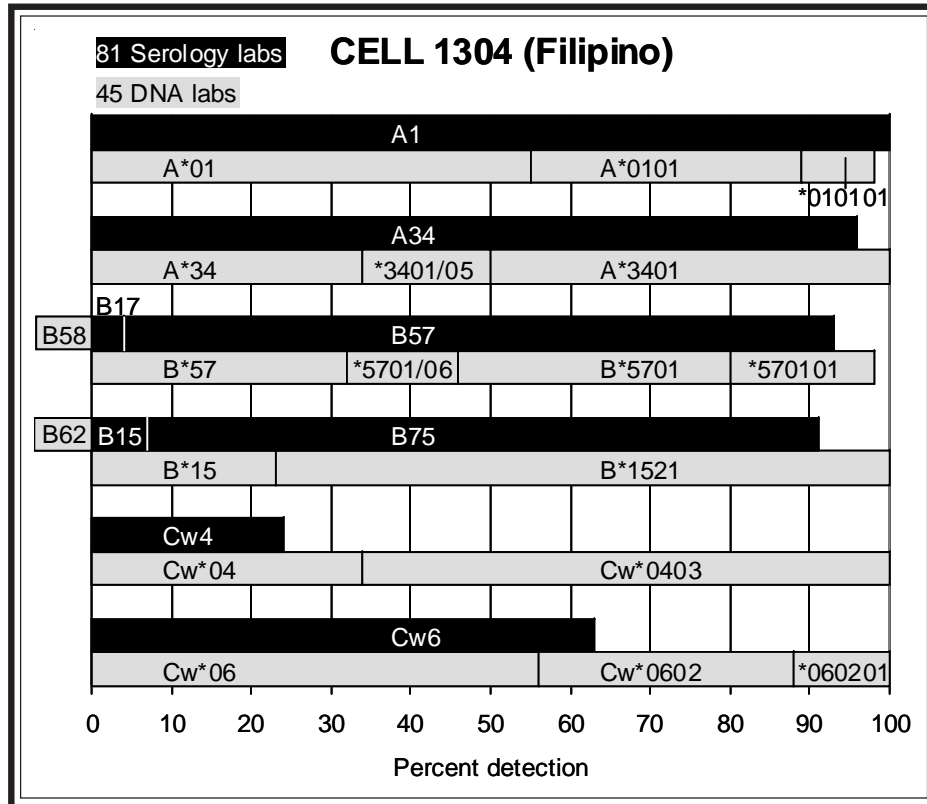 81 Serology labs
CELL 1304 (Filipino)
45 DNA labs
A1
A*01
A*0101
*010101
A34
A*34
*3401/05
A*3401
B17
B58
B57
B*57
*5701/06
B*5701
*570101
B62
B15
B75
B*15
B*1521
Cw4
Cw*04
Cw*0403
Cw6
Cw*06
Cw*0602
*060201
0 10 20 30 40 50 60 70 80 90 100
Percent detection